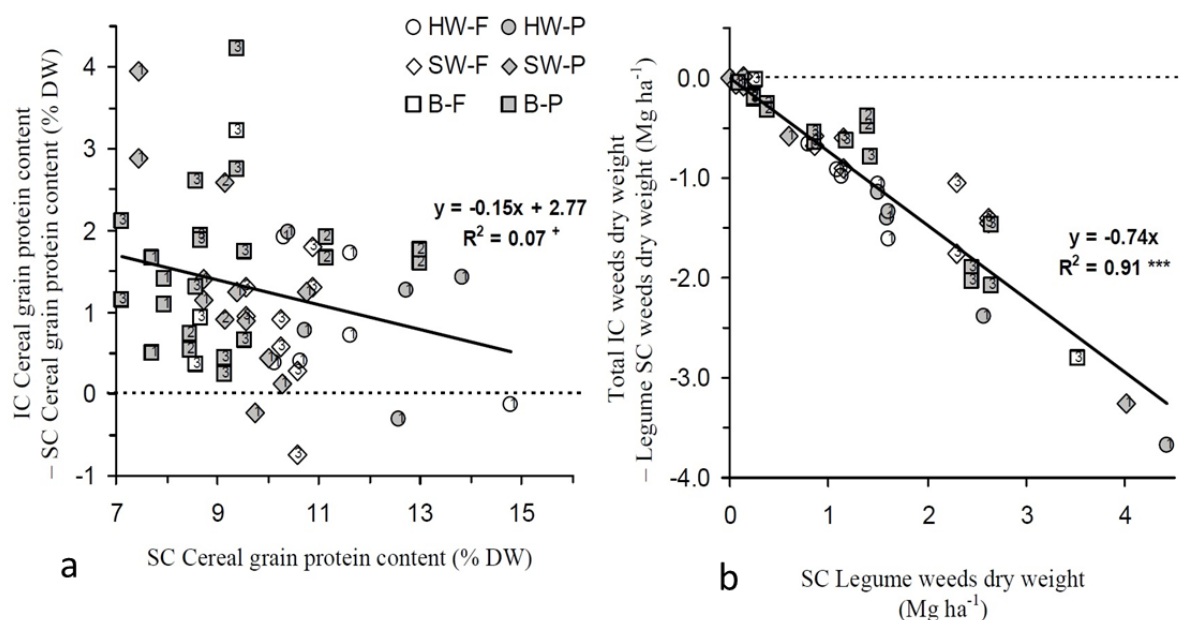 IC Cereal grain protein content
– SC Cereal grain protein content (% DW)
4
3
2
1
0
-1
7 9 11 13 15
SC Cereal grain protein content (% DW)
a
HW-F HW-P
SW-F SW-P
B-F B-P
y = -0.15x + 2.77
R² = 0.07 ⁺
Total IC weeds dry weight
– Legume SC weeds dry weight (Mg ha⁻¹)
0.0
-1.0
-2.0
-3.0
-4.0
0 1 2 3 4
y = -0.74x
R² = 0.91 ***
b
SC Legume weeds dry weight
(Mg ha⁻¹)